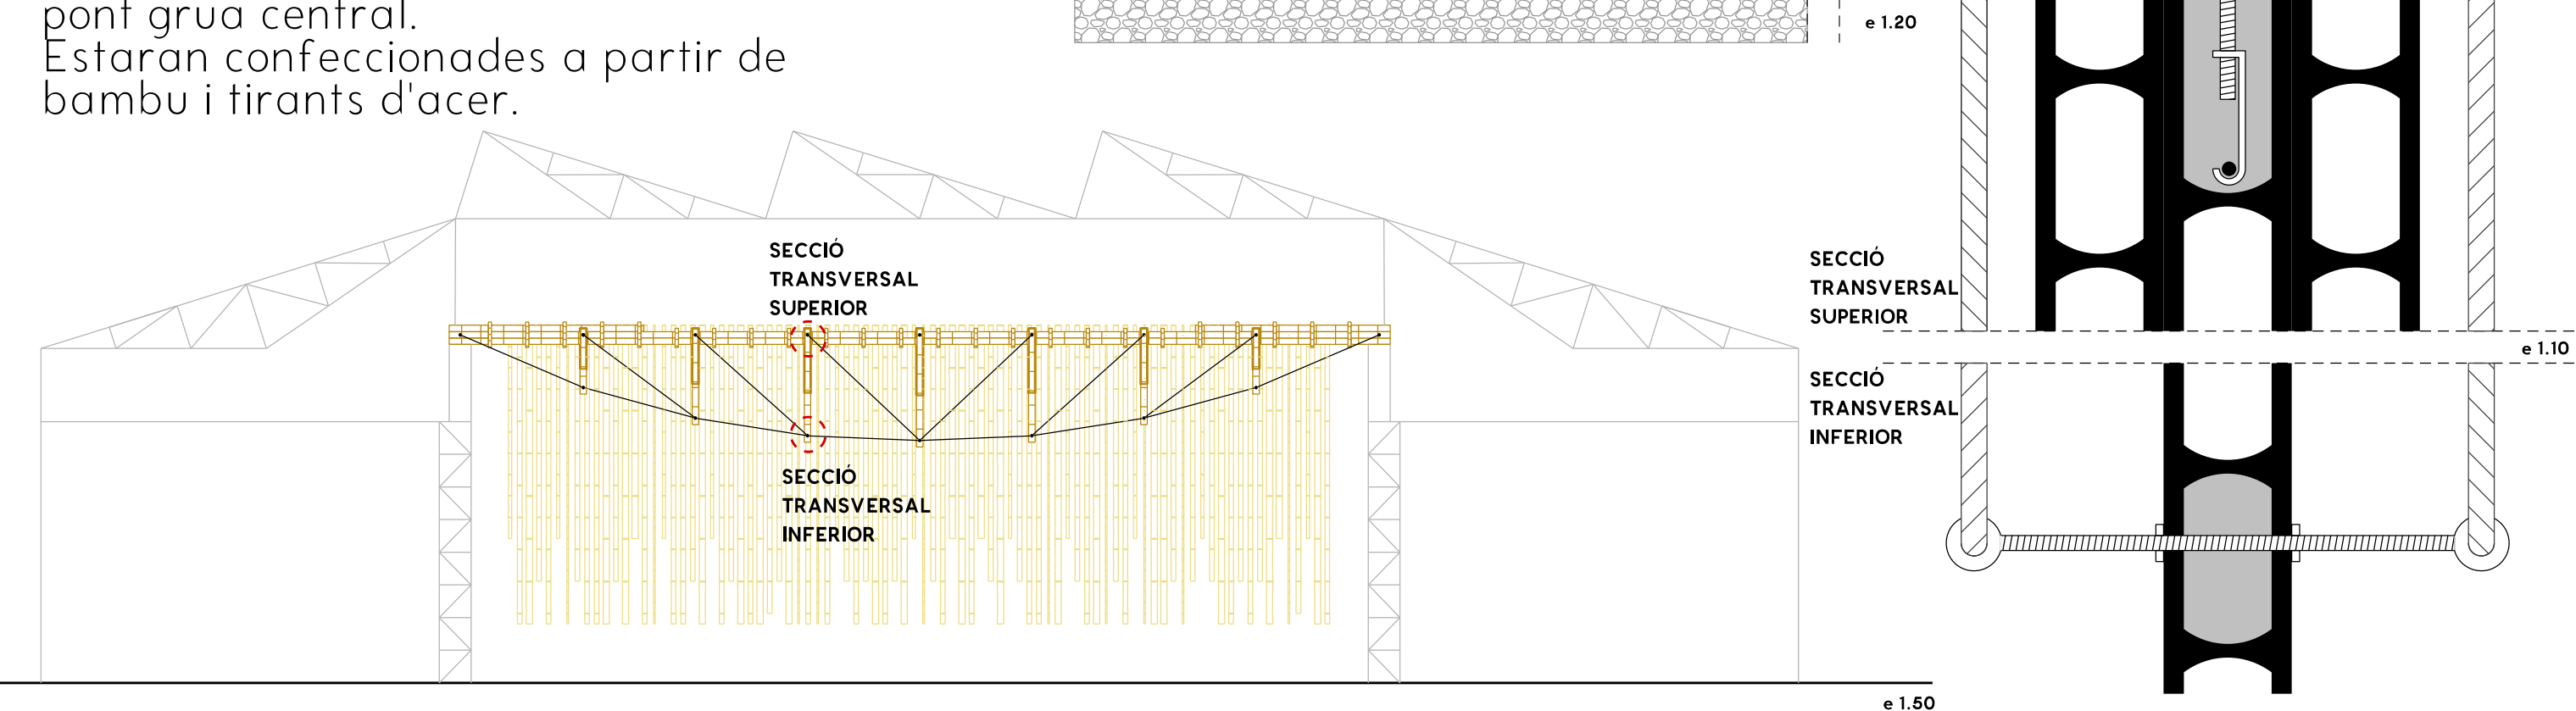 pont grua central.
Estaran confeccionades a partir de
bambu i tirants d'acer.
e 1.20
SECCIÓ
TRANSVERSAL
SUPERIOR
SECCIÓ
TRANSVERSAL
INFERIOR
SECCIÓ
TRANSVERSAL
SUPERIOR
e 1.10
SECCIÓ
TRANSVERSAL
INFERIOR
e 1.50